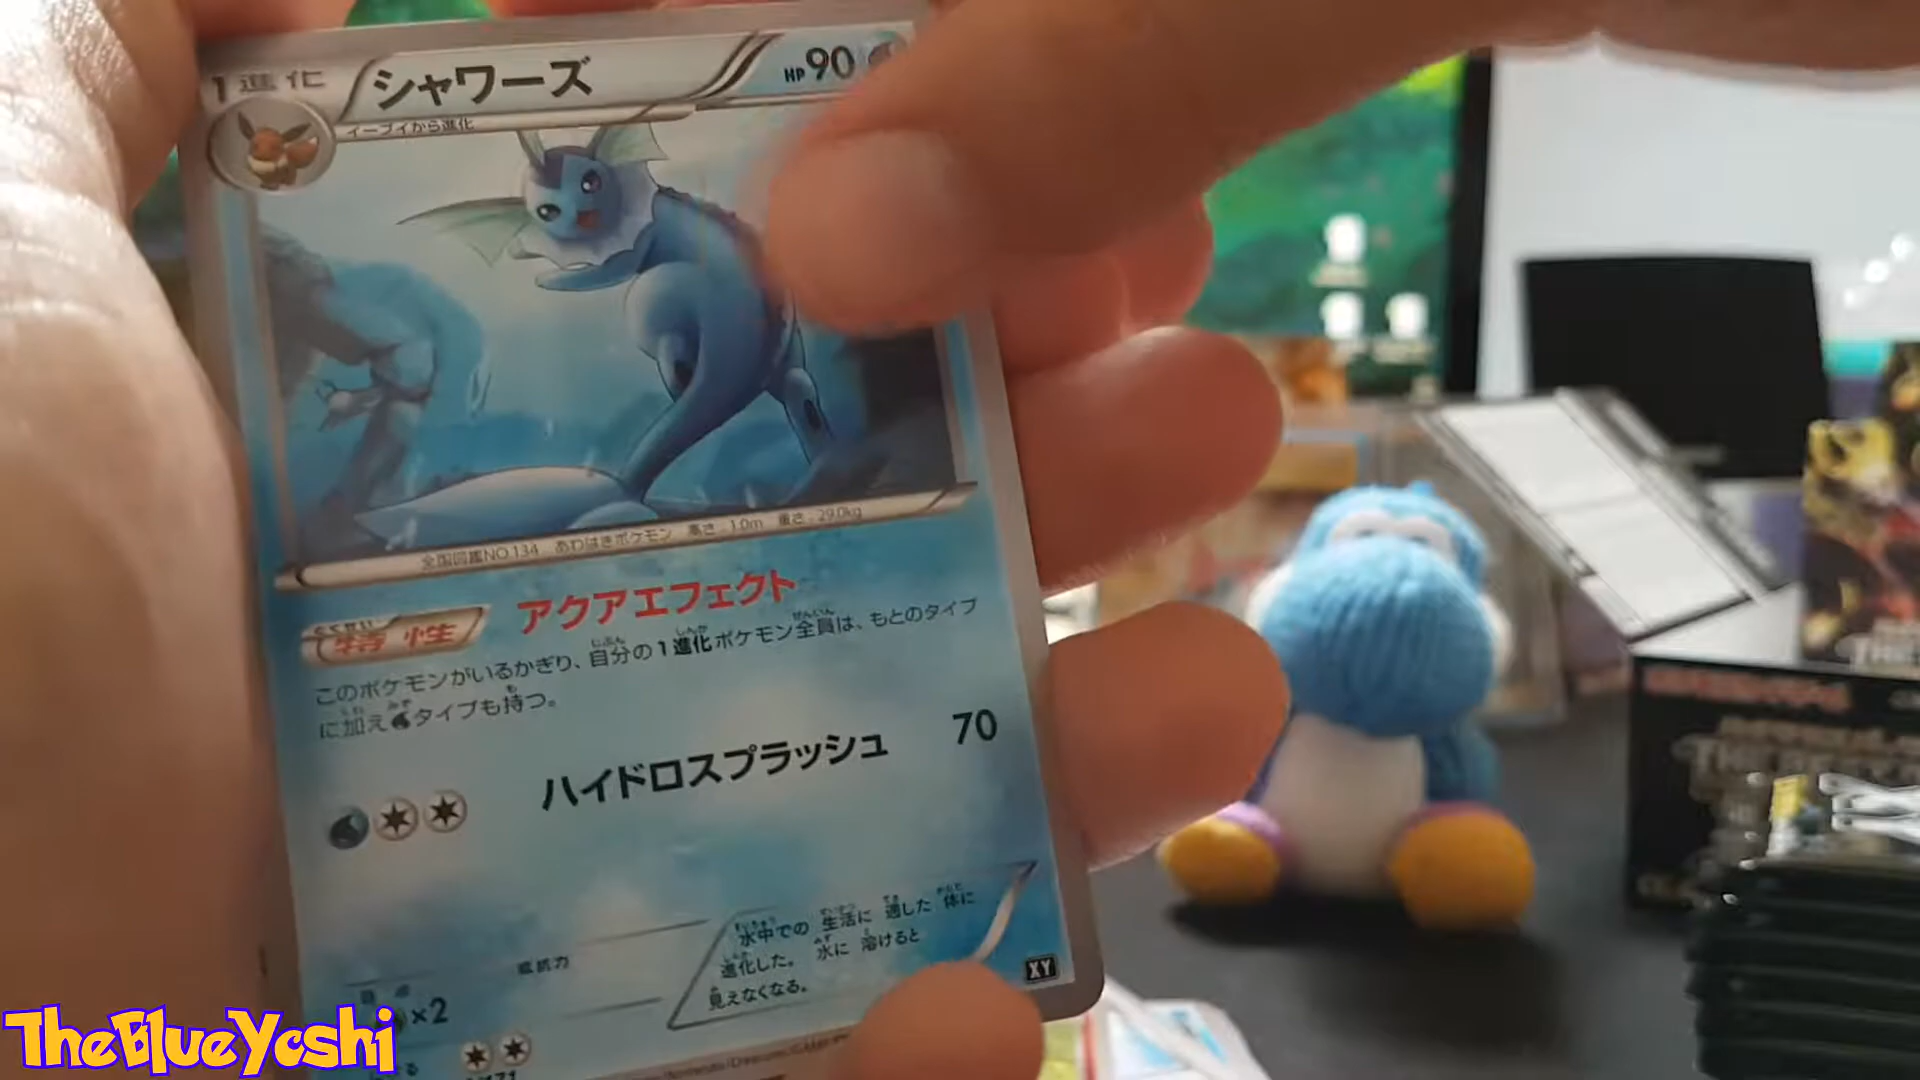 1進化 シャワーズ HP90
イーブイから進化
全国図鑑NO.134 あわはきポケモン 高さ:1.0m 重さ:29.0kg
特性 アクアエフェクト
このポケモンがいるかぎり、自分の1進化ポケモン全員は、もとのタイプ
に加えタイプも持つ。
ハイドロスプラッシュ 70
水中での 生活に 適した 体に
進化した。 水に 溶けると
見えなくなる。
抵抗力
×2
XY
TheBlueYoshi